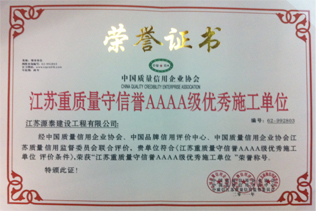 荣誉证书
中国质量信用企业协会
CHINA QUALITY CREDIBILITY ENTERPRISE ASSOCIATION
江苏重质量守信誉AAAA级优秀施工单位
江苏源泰建设工程有限公司:
编号:
经中国质量信用企业协会、中国品牌信用评价中心、中国质量信用企业协会江
苏质量信用监督委员会联合评价，贵单位符合《江苏重质量守信誉优秀施工
单位 评价条件》，荣获“江苏重质量守信誉AAAA级优秀施工单位”荣誉称号．
特颁此证！